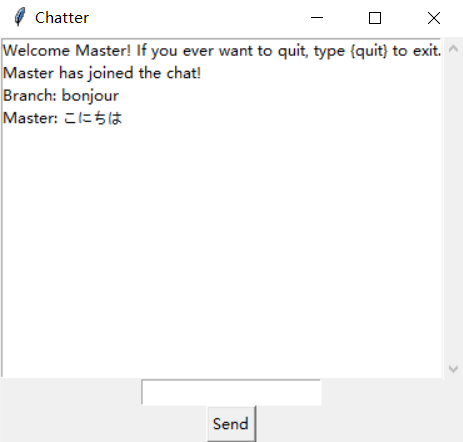 Chatter
Welcome Master! If you ever want to quit, type {quit} to exit.
Master has joined the chat!
Branch: bonjour
Master: こにちは
Send